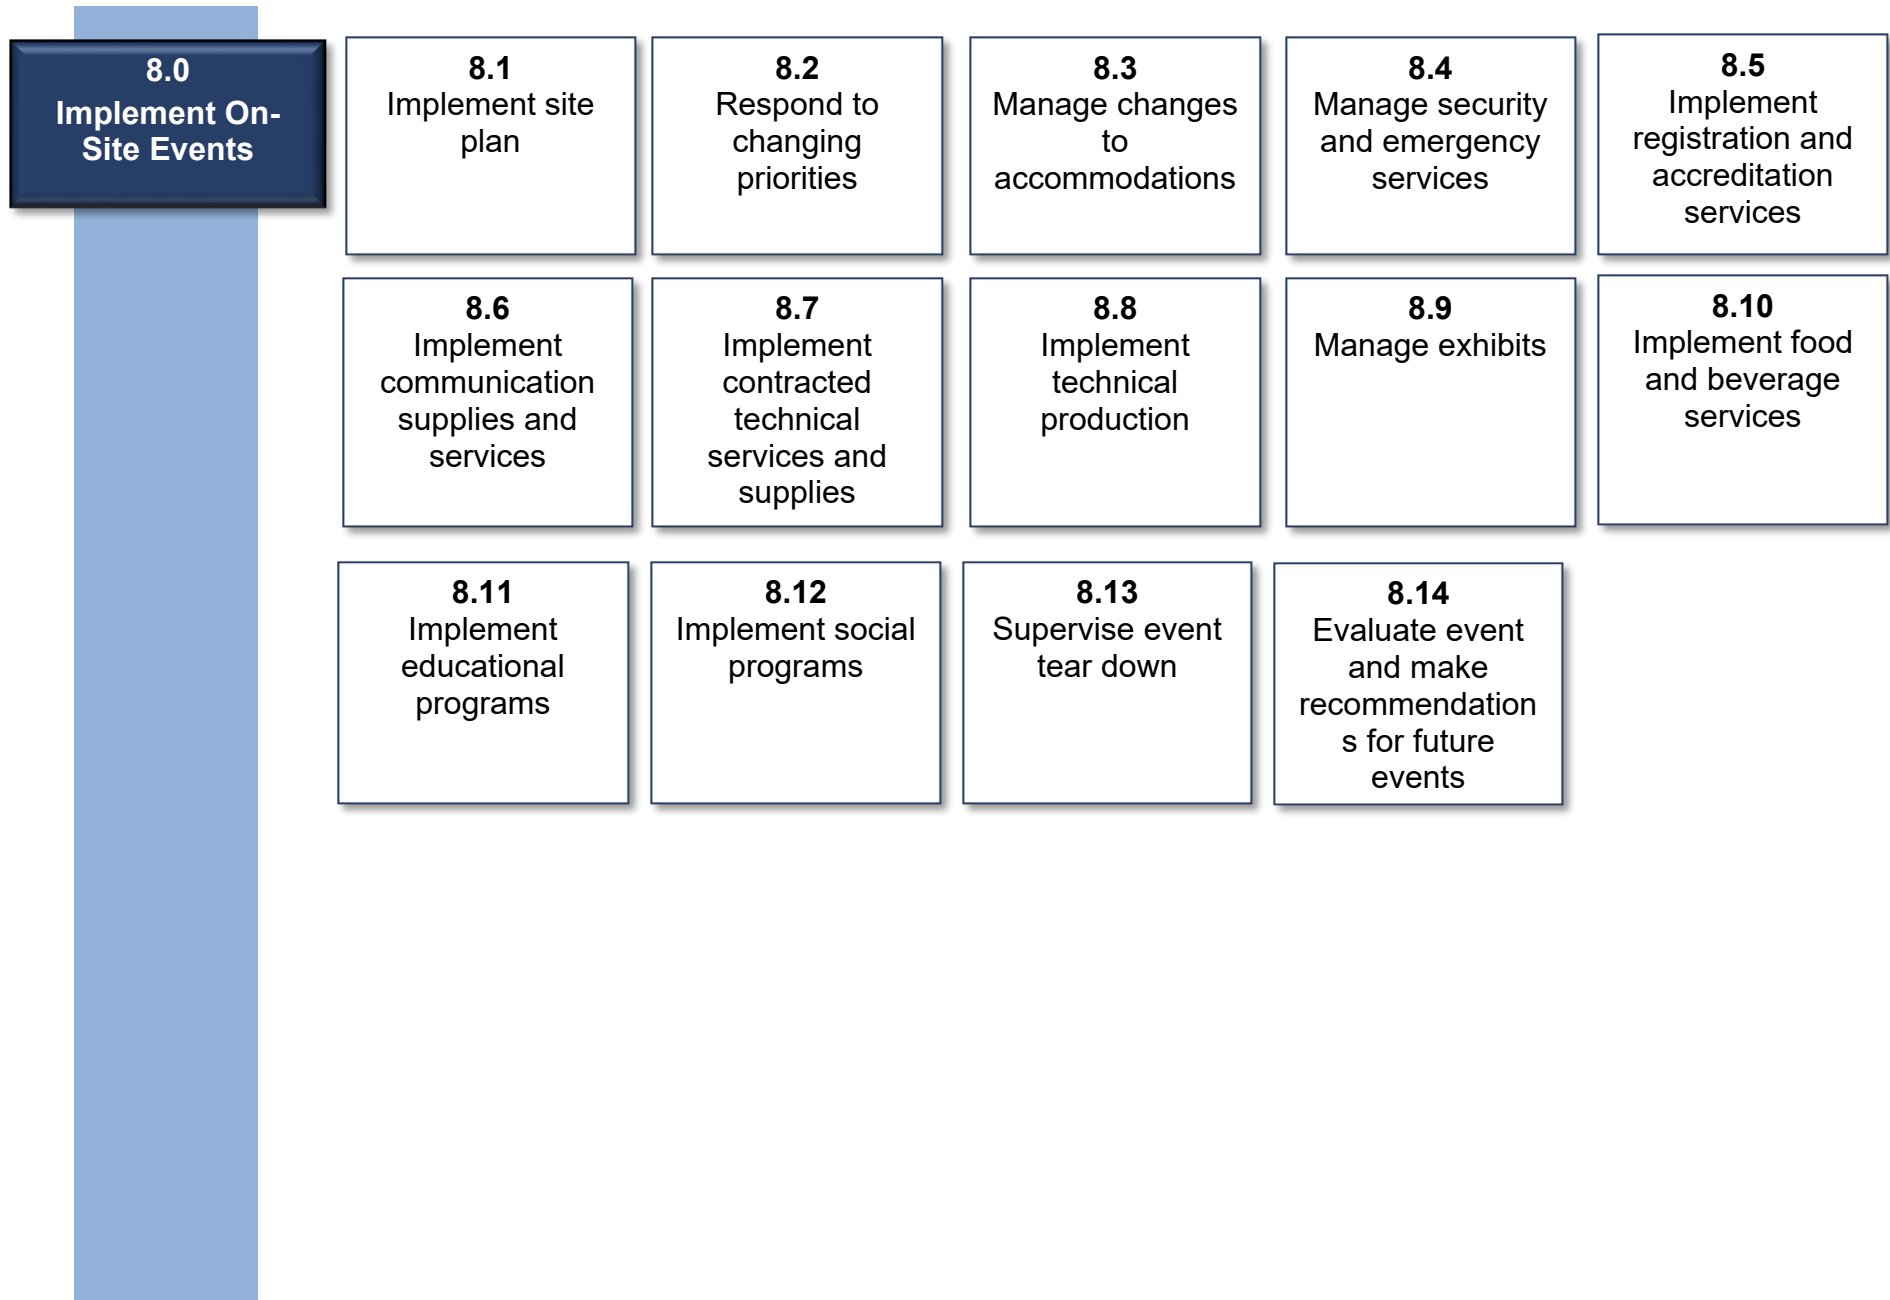 8.0
Implement On-
Site Events
8.1
Implement site
plan
8.2
Respond to
changing
priorities
8.3
Manage changes
to
accommodations
8.4
Manage security
and emergency
services
8.5
Implement
registration and
accreditation
services
8.6
Implement
communication
supplies and
services
8.7
Implement
contracted
technical
services and
supplies
8.8
Implement
technical
production
8.9
Manage exhibits
8.10
Implement food
and beverage
services
8.11
Implement
educational
programs
8.12
Implement social
programs
8.13
Supervise event
tear down
8.14
Evaluate event
and make
recommendation
s for future
events